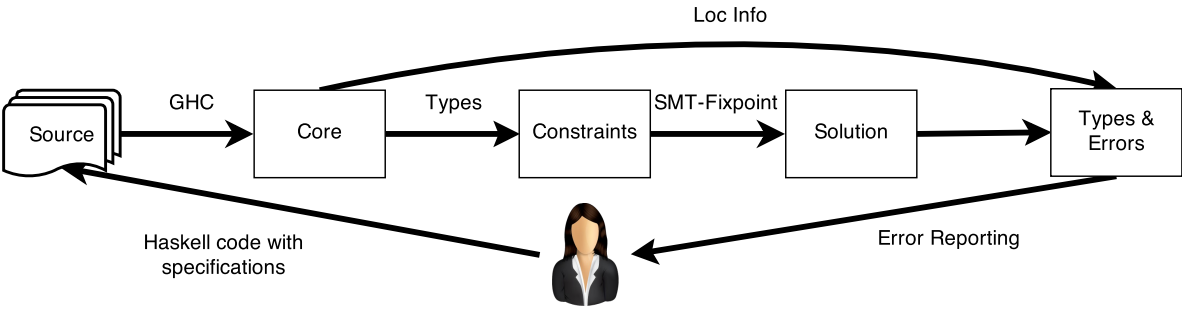 Loc Info
GHC
Types
SMT-Fixpoint
Source
Core
Constraints
Solution
Types &
Errors
Haskell code with
specifications
Error Reporting